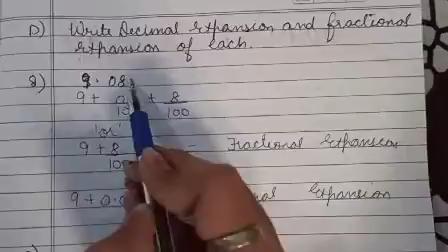 D) Write Decimal expansion and fractional
expansion of each.
8) 9.08
9 + 0/10 + 8/100
'or'
9 + 8/100 Fractional Expansion
9 + 0.0 Expansion